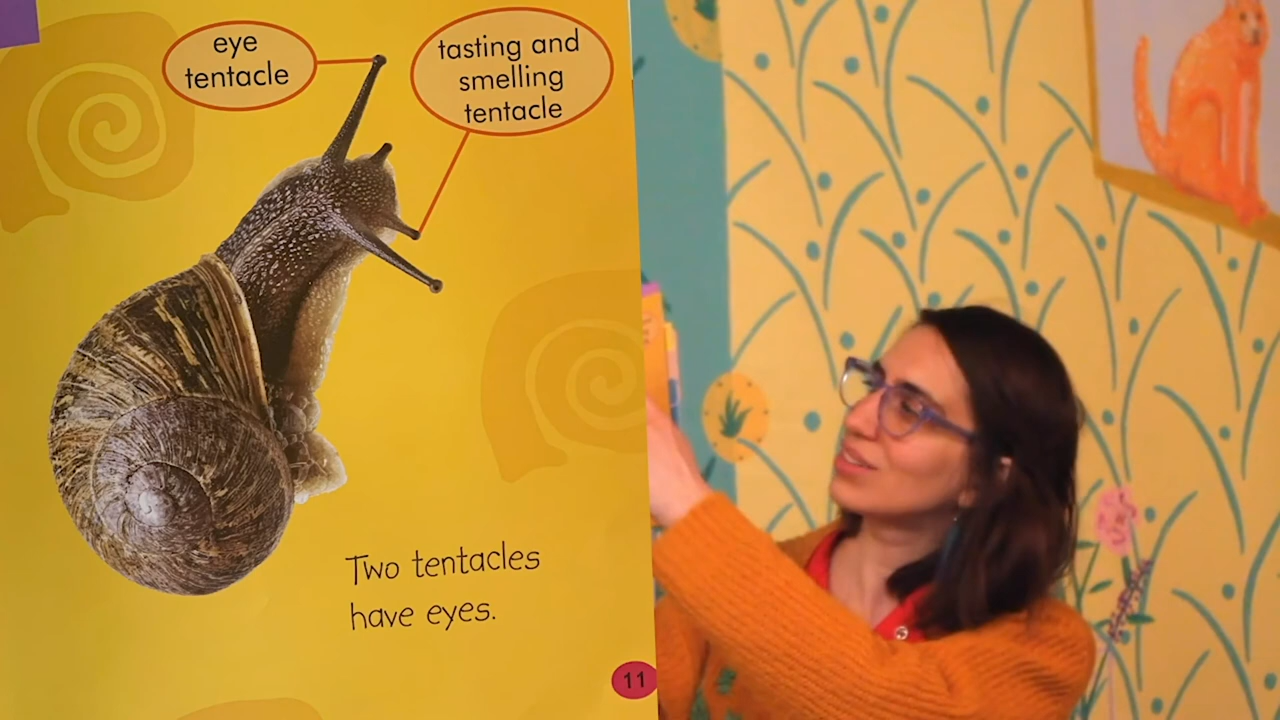 eye
tentacle
tasting and
smelling
tentacle
Two tentacles
have eyes.
11